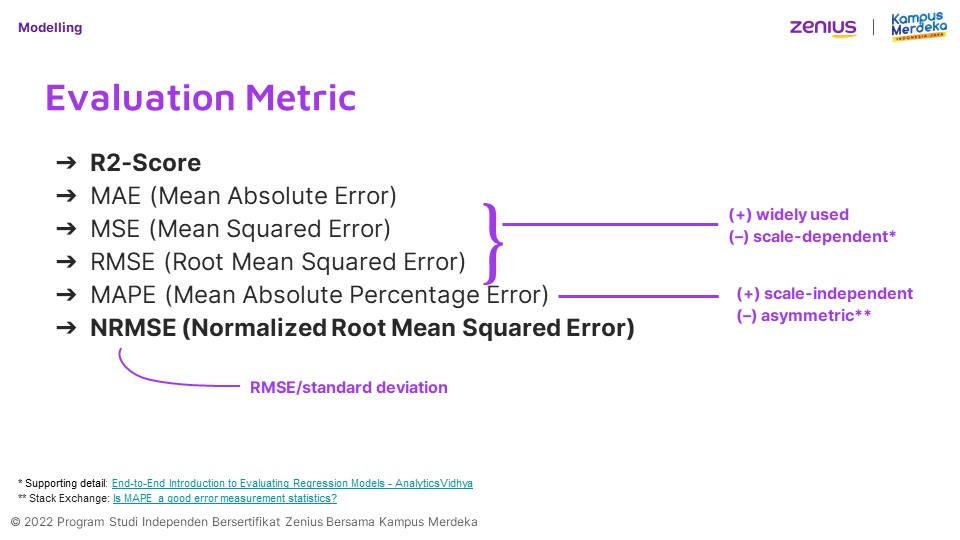 Modelling
zenius
Kampus
Merdeka
INDONESIA JAYA
Evaluation Metric
➔ R2-Score
➔ MAE (Mean Absolute Error)
➔ MSE (Mean Squared Error)
➔ RMSE (Root Mean Squared Error)
➔ MAPE (Mean Absolute Percentage Error)
➔ NRMSE (Normalized Root Mean Squared Error)
(+) widely used
(–) scale-dependent*
(+) scale-independent
(–) asymmetric**
RMSE/standard deviation
* Supporting detail: End-to-End Introduction to Evaluating Regression Models - AnalyticsVidhya
** Stack Exchange: Is MAPE a good error measurement statistics?
© 2022 Program Studi Independen Bersertifikat Zenius Bersama Kampus Merdeka